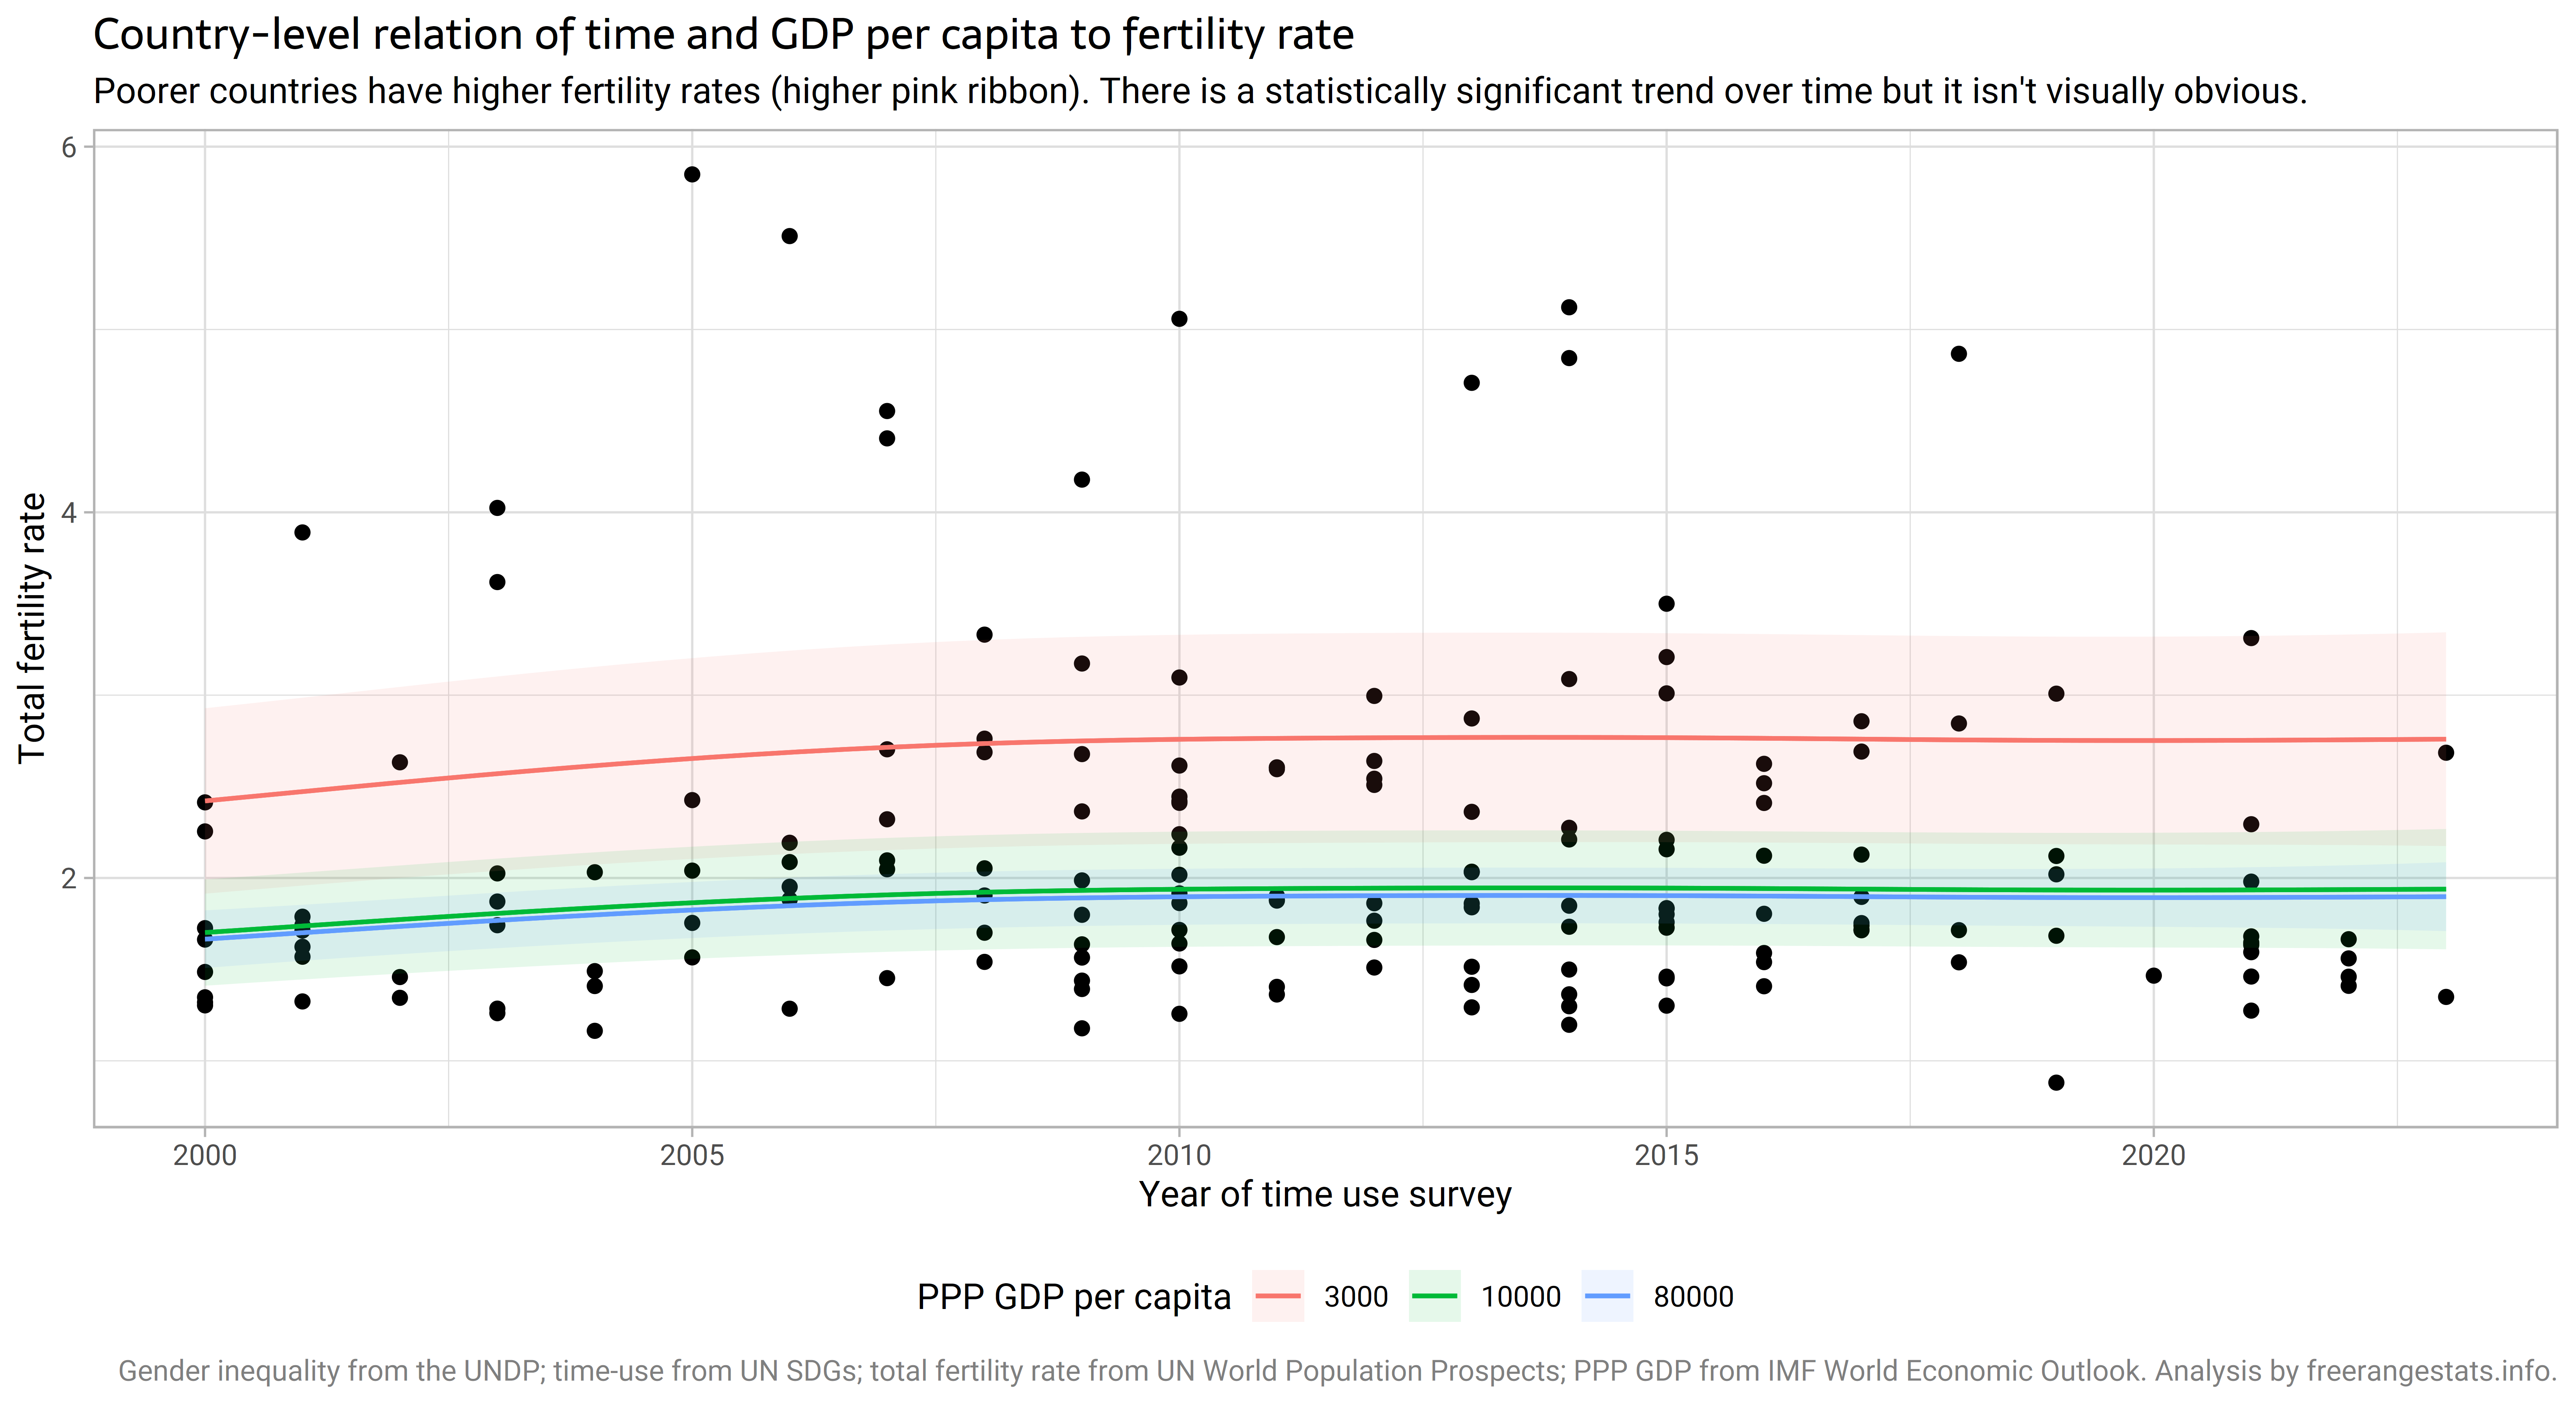 Country-level relation of time and GDP per capita to fertility rate
Poorer countries have higher fertility rates (higher pink ribbon). There is a statistically significant trend over time but it isn't visually obvious.
Total fertility rate
6
4
2
2000 2005 2010 2015 2020
Year of time use survey
PPP GDP per capita 3000 10000 80000
Gender inequality from the UNDP; time-use from UN SDGs; total fertility rate from UN World Population Prospects; PPP GDP from IMF World Economic Outlook. Analysis by freerangestats.info.